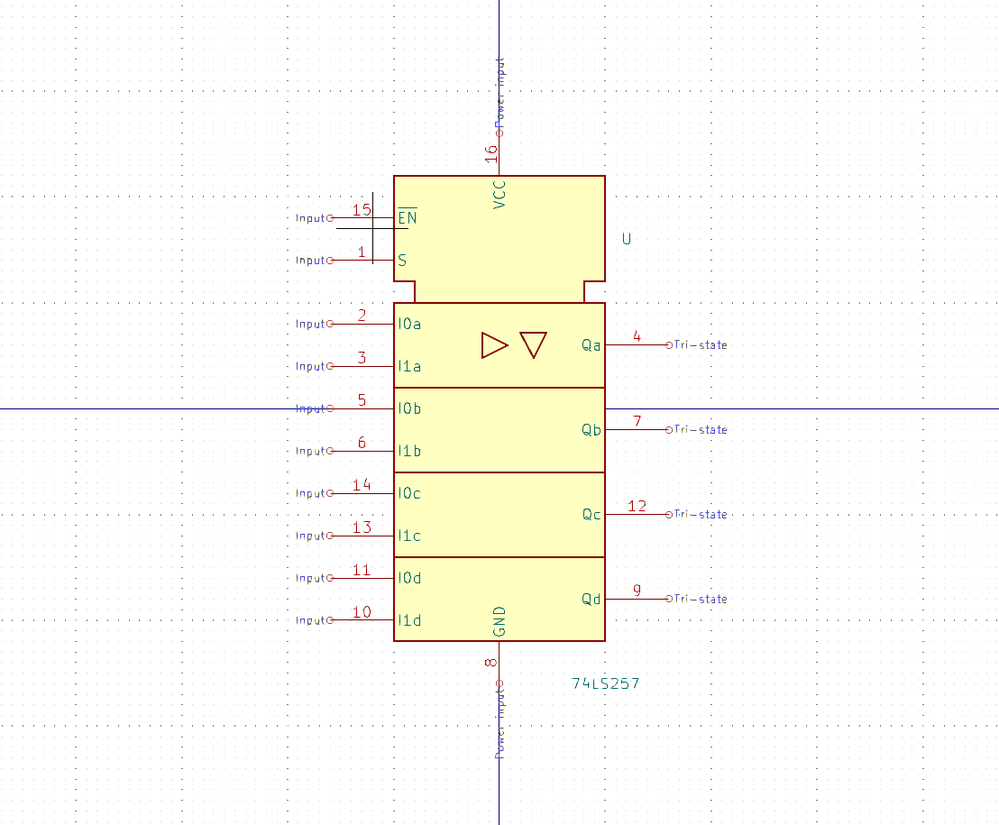 Power input
16
VCC
Input 15 EN
U
Input 1 S
Input 2 I0a
Qa 4 Tri-state
Input 3 I1a
Input 5 I0b
Qb 7 Tri-state
Input 6 I1b
Input 14 I0c
Qc 12 Tri-state
Input 13 I1c
Input 11 I0d
Qd 9 Tri-state
Input 10 I1d
GND
8
74LS257
Power input